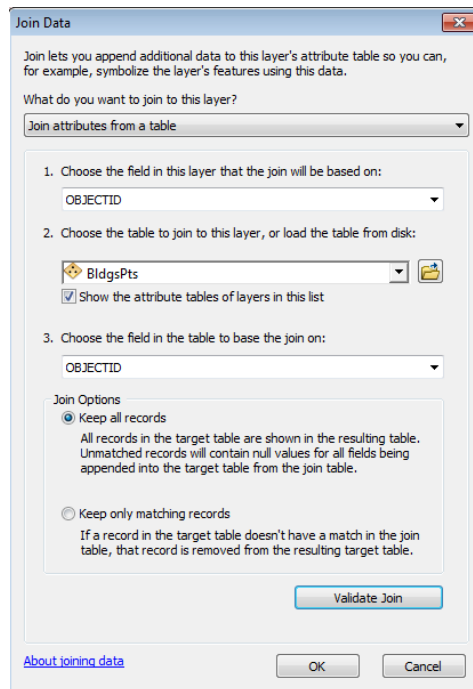 Join Data
Join lets you append additional data to this layer's attribute table so you can,
for example, symbolize the layer's features using this data.
What do you want to join to this layer?
Join attributes from a table
1. Choose the field in this layer that the join will be based on:
OBJECTID
2. Choose the table to join to this layer, or load the table from disk:
BldgsPts
Show the attribute tables of layers in this list
3. Choose the field in the table to base the join on:
OBJECTID
Join Options
Keep all records
All records in the target table are shown in the resulting table.
Unmatched records will contain null values for all fields being
appended into the target table from the join table.
Keep only matching records
If a record in the target table doesn't have a match in the join
table, that record is removed from the resulting target table.
Validate Join
About joining data
OK
Cancel